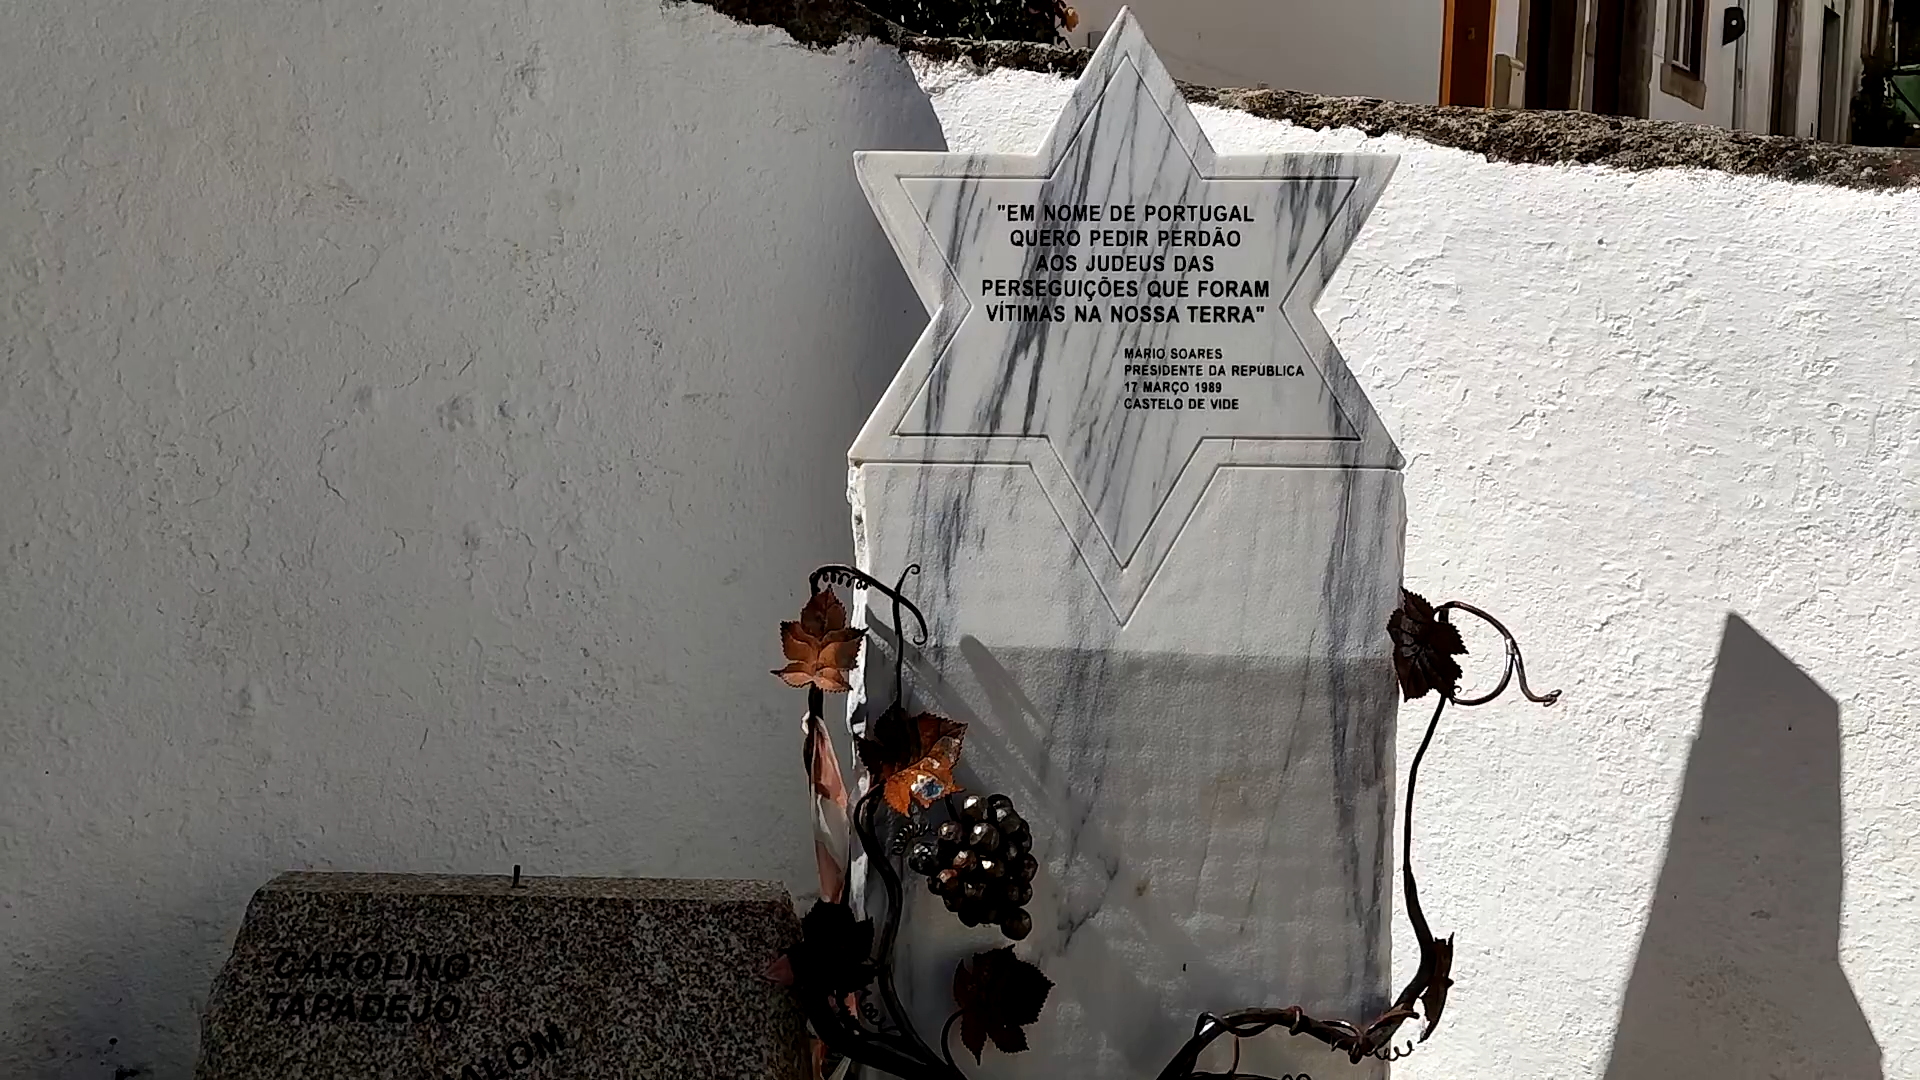 "EM NOME DE PORTUGAL
QUERO PEDIR PERDÃO
AOS JUDEUS DAS
PERSEGUIÇÕES QUE FORAM
VÍTIMAS NA NOSSA TERRA"
MÁRIO SOARES
PRESIDENTE DA REPÚBLICA
17 MARÇO 1989
CASTELO DE VIDE
CAROLINO
TAPADEJO